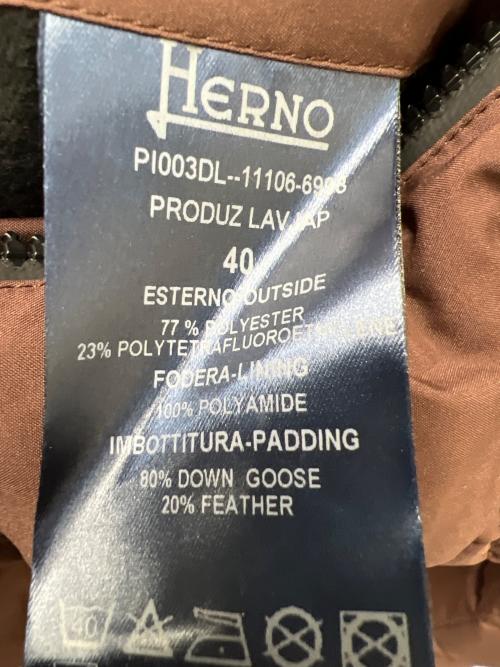 HERNO
PI003DL--11106-6998
PRODUZ LAV JAP
40
ESTERNO-OUTSIDE
77 % POLYESTER
23% POLYTETRAFLUOROETHYLENE
FODERA-LINING
100% POLYAMIDE
IMBOTTITURA-PADDING
80% DOWN GOOSE
20% FEATHER
40